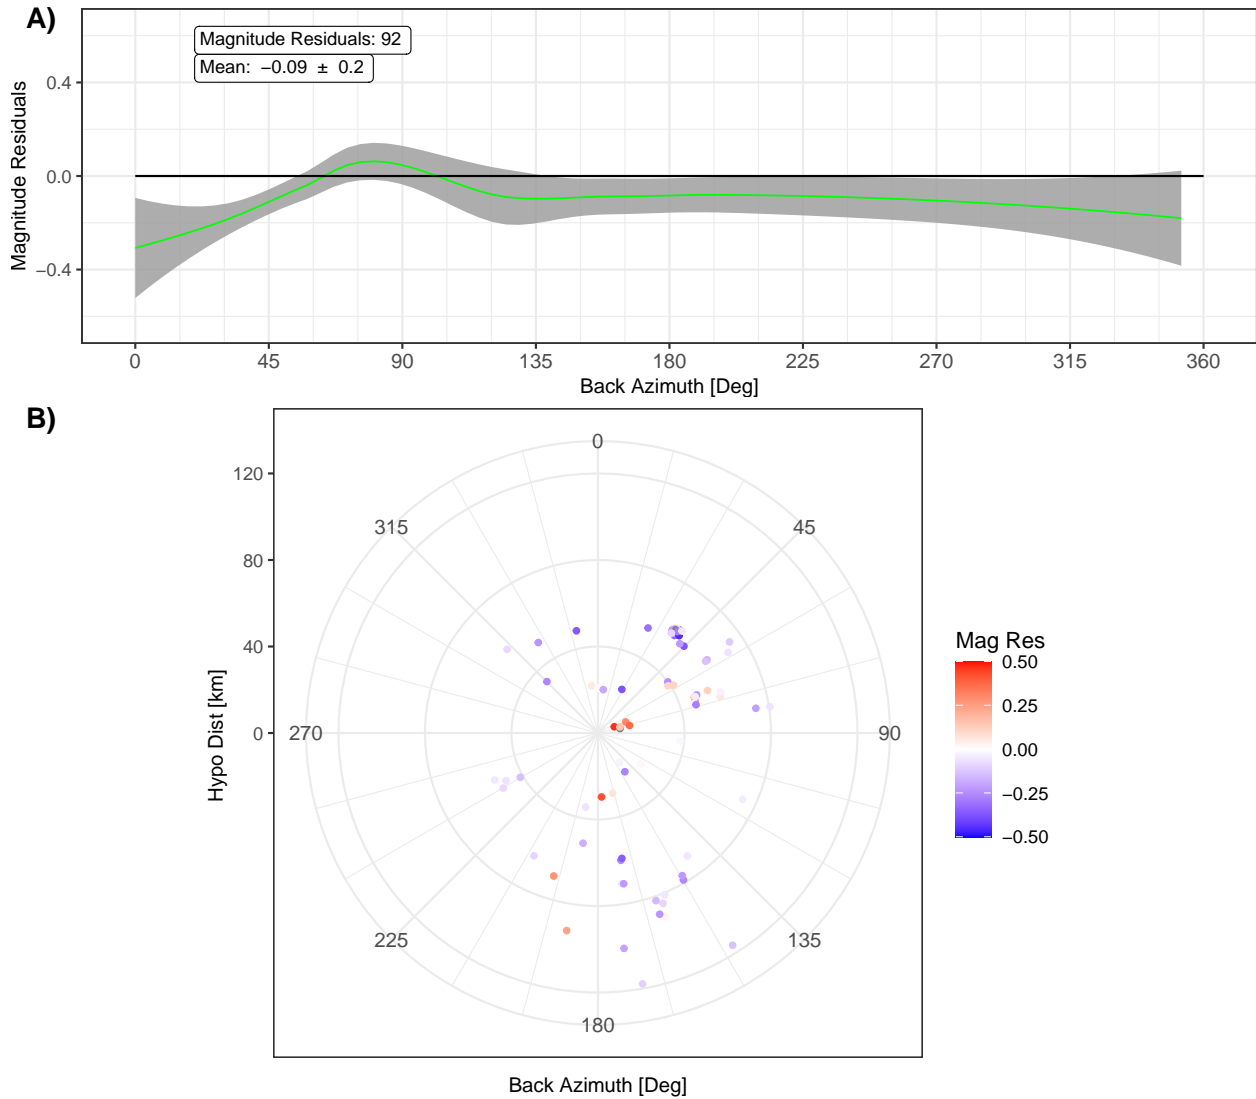 A)
Magnitude Residuals: 92
Mean: −0.09 ± 0.2
Magnitude Residuals
0.4
0.0
−0.4
0 45 90 135 180 225 270 315 360
Back Azimuth [Deg]
B)
Hypo Dist [km]
120
80
40
0
0
45
90
135
180
225
270
315
Back Azimuth [Deg]
Mag Res
0.50
0.25
0.00
−0.25
−0.50